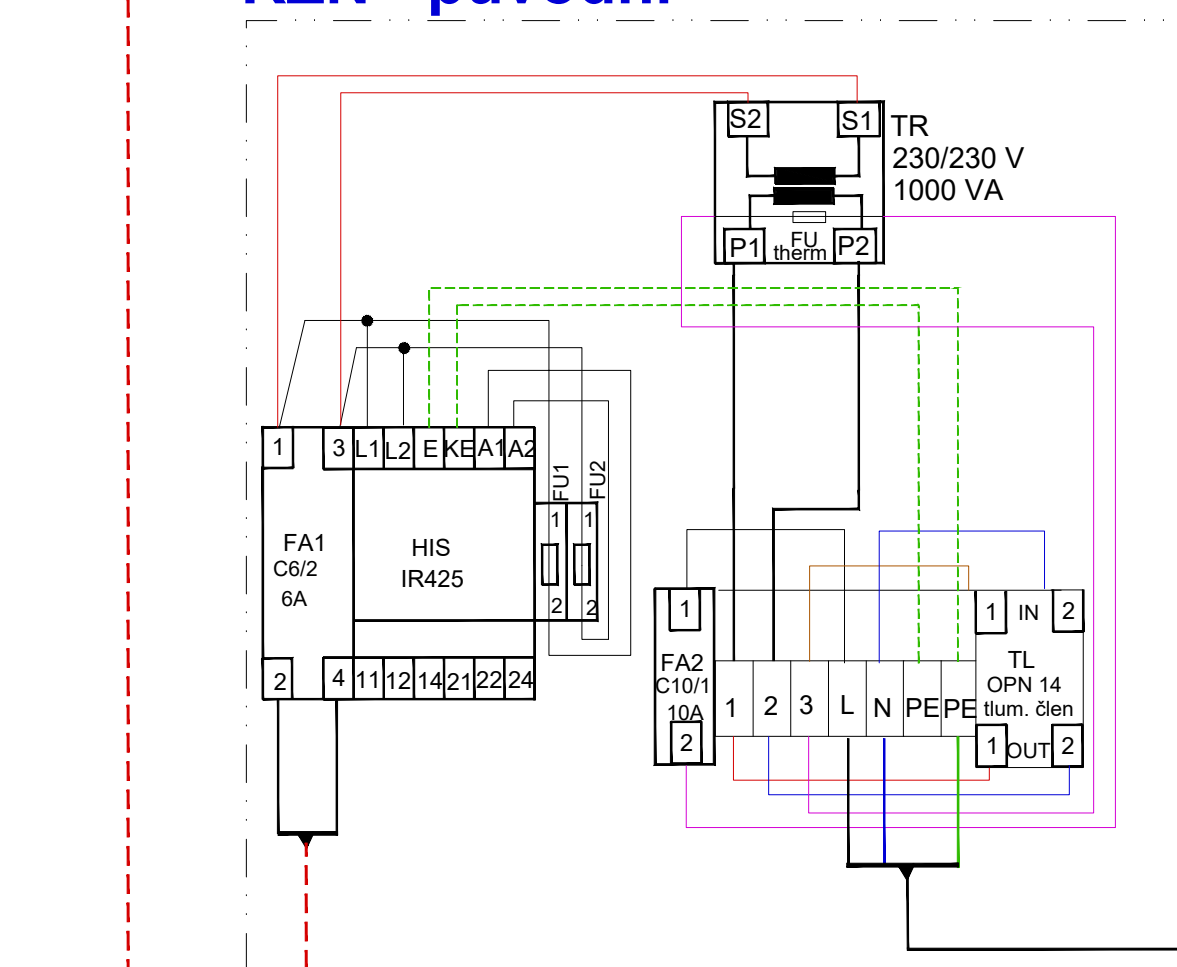 S2
S1
TR
230/230 V
1000 VA
P1
FU
therm
P2
1
3
L1
L2
E
KE
A1
A2
FU1
FU2
FA1
C6/2
6A
HIS
IR425
1
1
2
2
2
4
11
12
14
21
22
24
1
FA2
C10/1
10A
2
1
2
3
L
N
PE
PE
1
IN
2
TL
OPN 14
tlum. člen
1
OUT
2